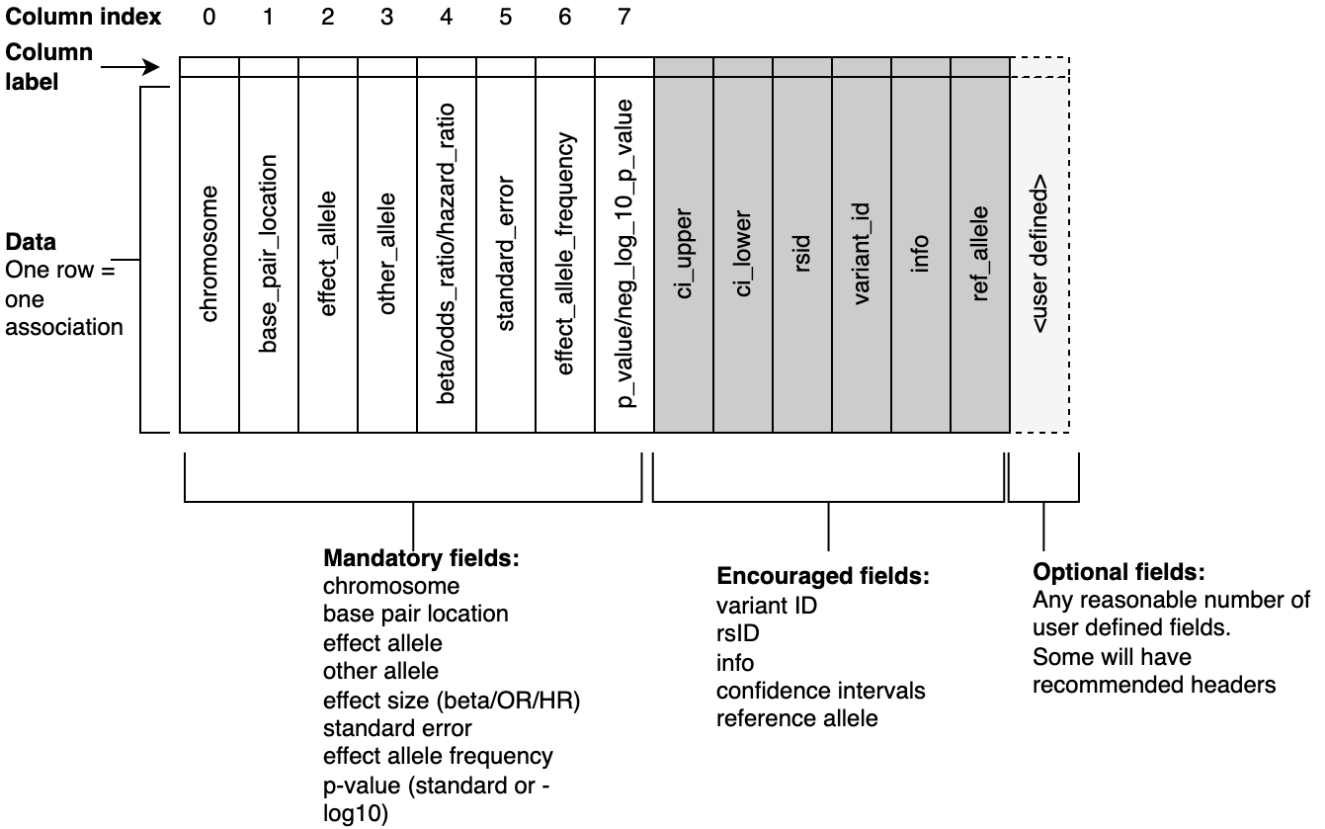 Column index 0 1 2 3 4 5 6 7
Column
label
Data
One row =
one
association
chromosome
base_pair_location
effect_allele
other_allele
beta/odds_ratio/hazard_ratio
standard_error
effect_allele_frequency
p_value/neg_log_10_p_value
ci_upper
ci_lower
rsid
variant_id
info
ref_allele
<user defined>
Mandatory fields:
chromosome
base pair location
effect allele
other allele
effect size (beta/OR/HR)
standard error
effect allele frequency
p-value (standard or -
log10)
Encouraged fields:
variant ID
rsID
info
confidence intervals
reference allele
Optional fields:
Any reasonable number of
user defined fields.
Some will have
recommended headers